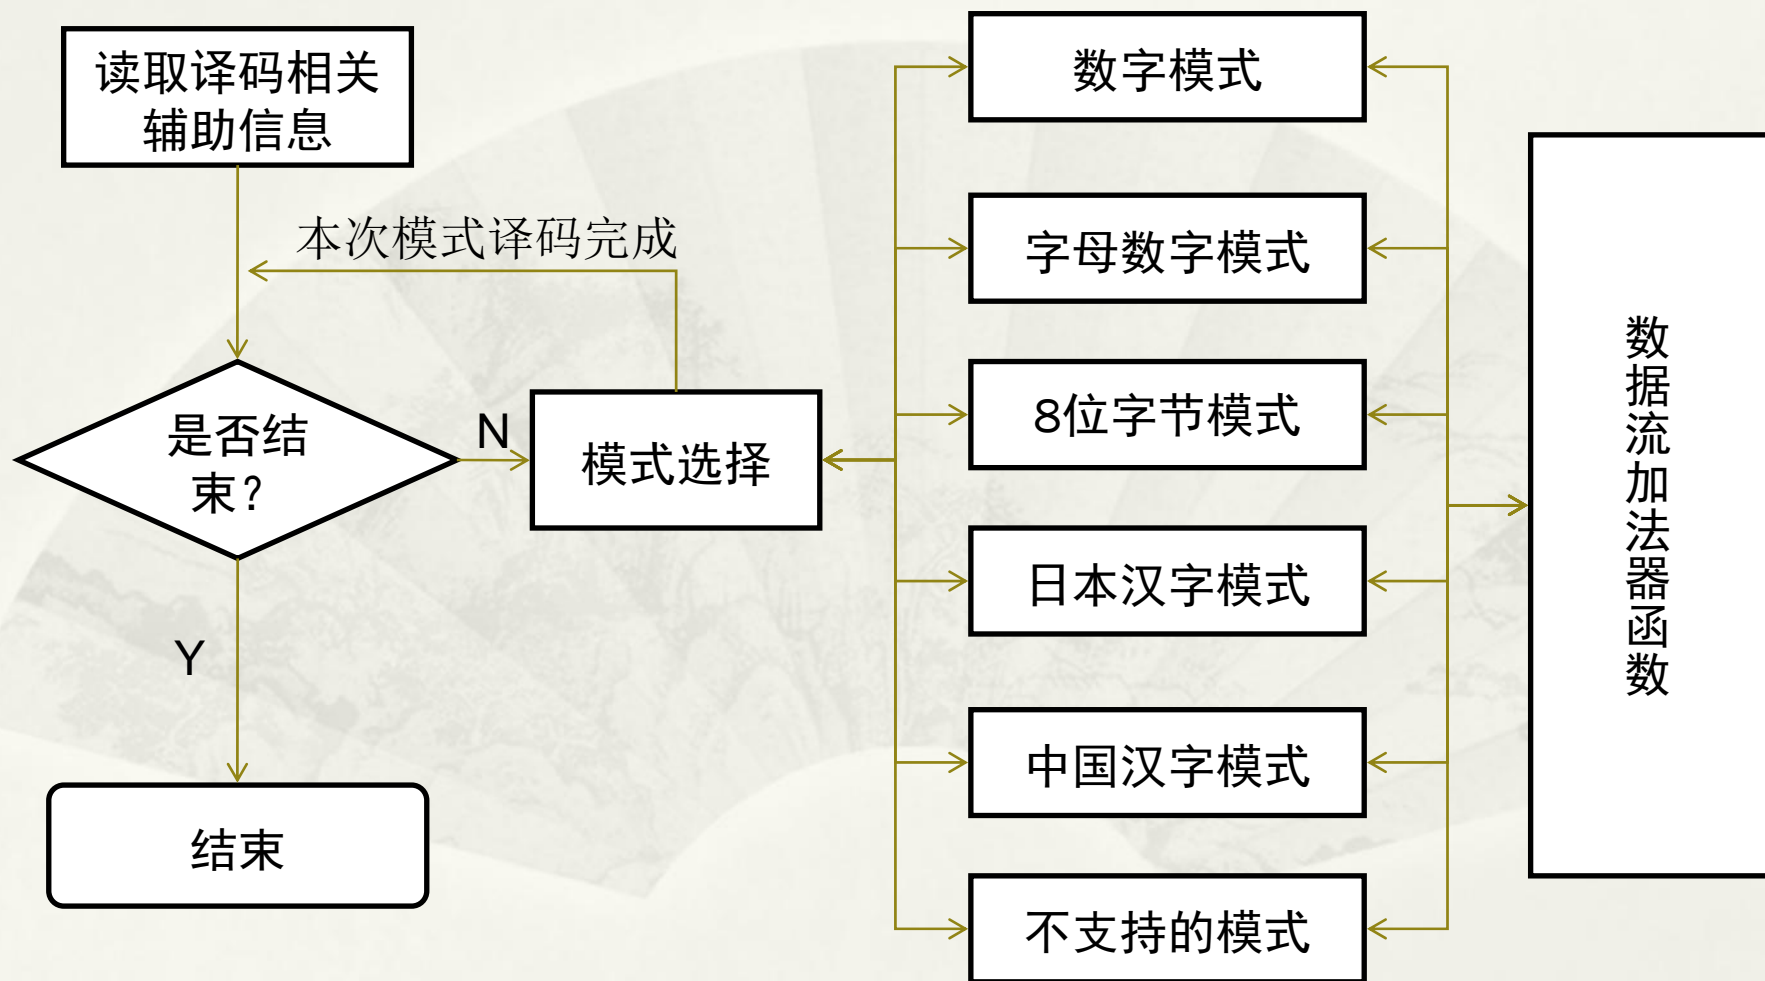 读取译码相关
辅助信息
本次模式译码完成
是否结
束?
N
Y
模式选择
结束
数字模式
字母数字模式
8位字节模式
日本汉字模式
中国汉字模式
不支持的模式
数据流加法器函数